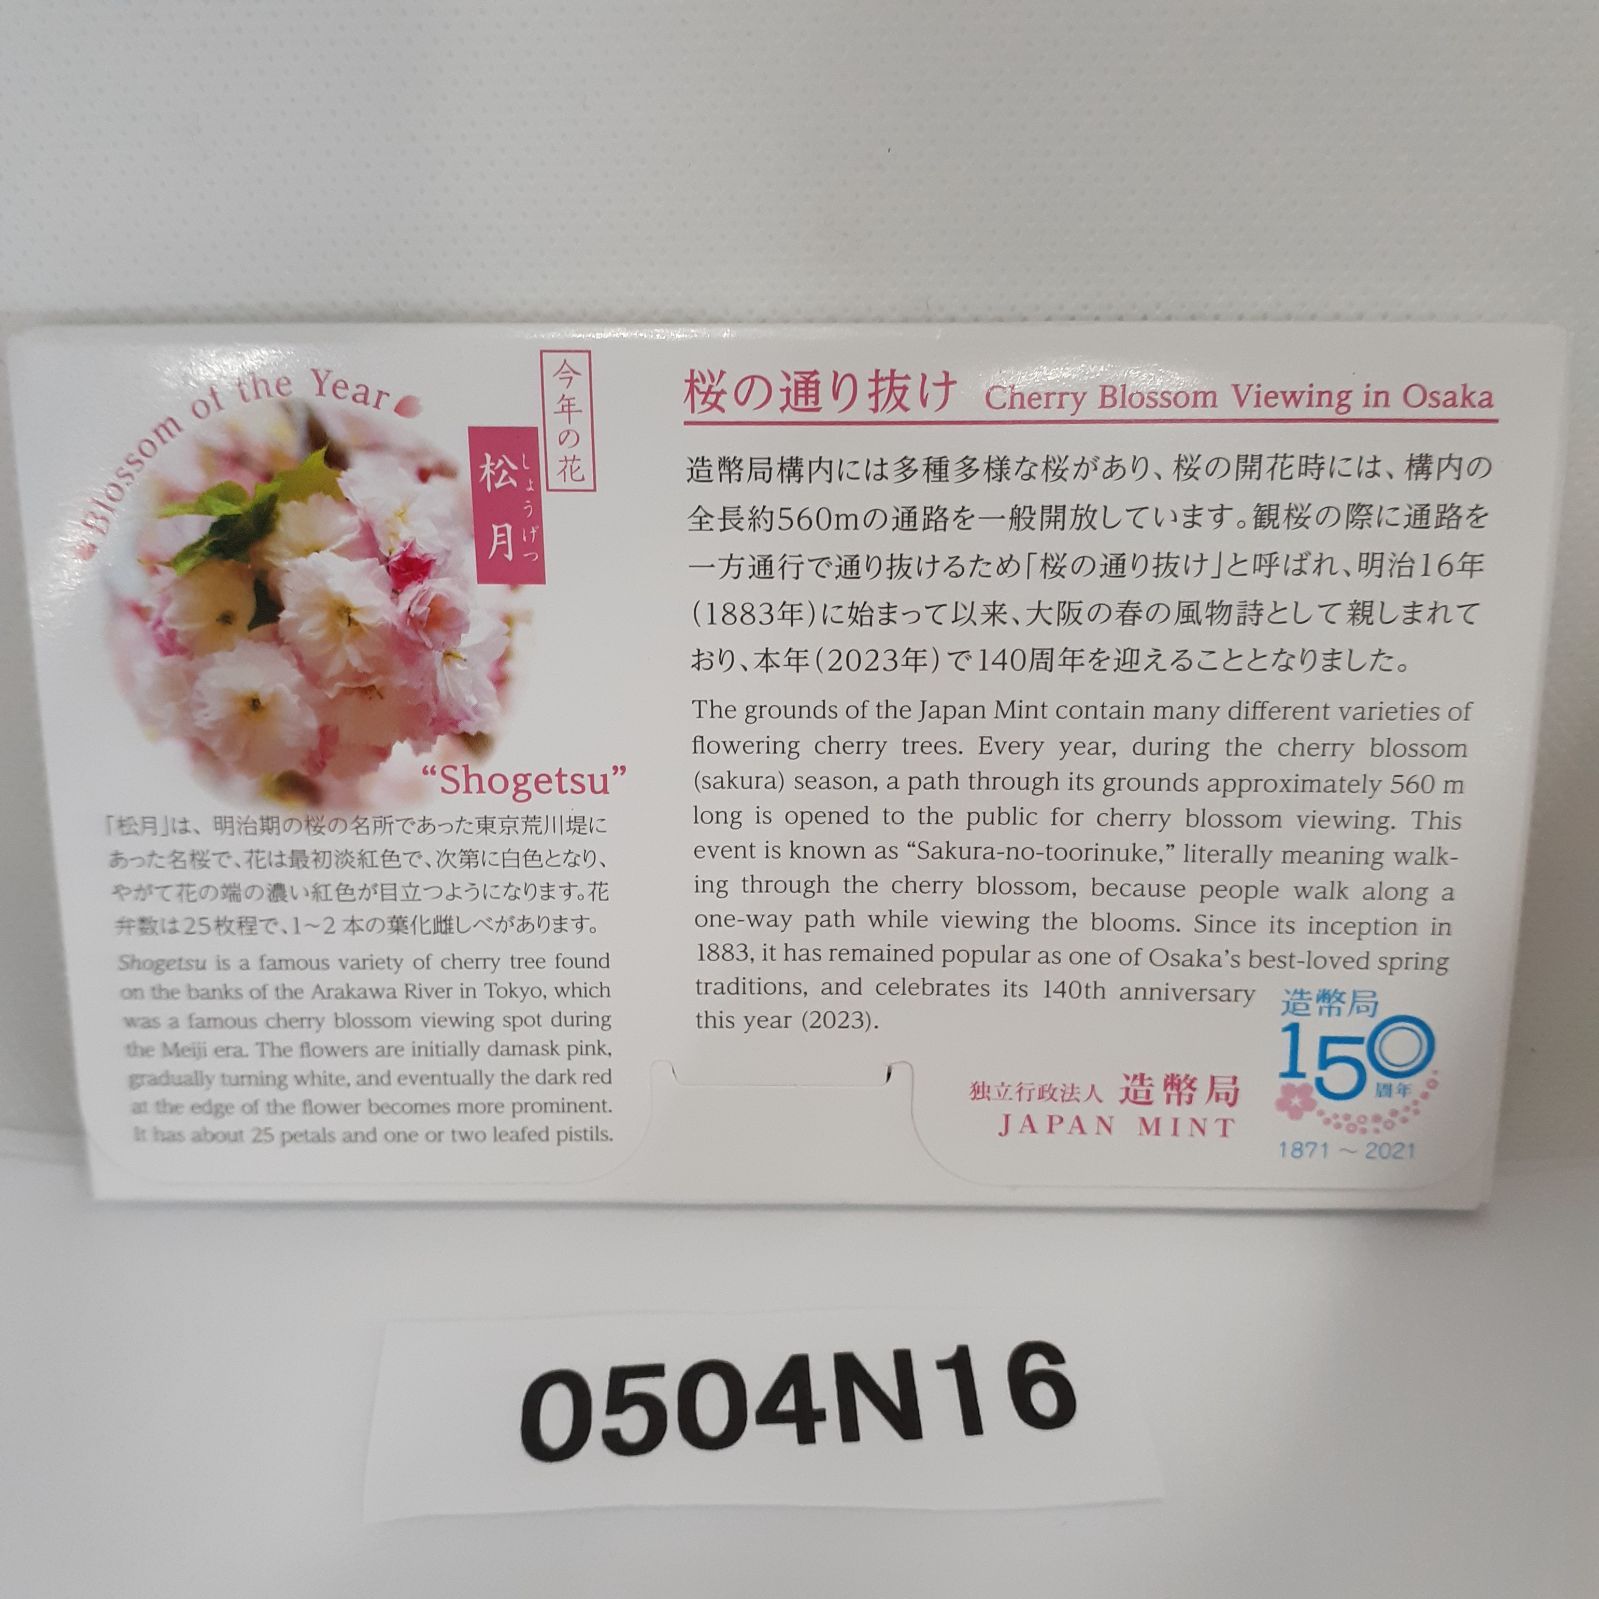 Blossom of the Year
今年の花
松月
しょうげつ
“Shogetsu”
「松月」は、明治期の桜の名所であった東京荒川堤に
あった名桜で、花は最初淡紅色で、次第に白色となり、
やがて花の端の濃い紅色が目立つようになります。花
弁数は25枚程で、1~2 本の葉化雌しべがあります。
Shogetsu is a famous variety of cherry tree found
on the banks of the Arakawa River in Tokyo, which
was a famous cherry blossom viewing spot during
the Meiji era. The flowers are initially damask pink,
gradually turning white, and eventually the dark red
at the edge of the flower becomes more prominent.
It has about 25 petals and one or two leafed pistils.
桜の通り抜け Cherry Blossom Viewing in Osaka
造幣局構内には多種多様な桜があり、桜の開花時には、構内の
全長約560mの通路を一般開放しています。観桜の際に通路を
一方通行で通り抜けるため「桜の通り抜け」と呼ばれ、明治16年
(1883年)に始まって以来、大阪の春の風物詩として親しまれて
おり、本年(2023年)で140周年を迎えることとなりました。
The grounds of the Japan Mint contain many different varieties of
flowering cherry trees. Every year, during the cherry blossom
(sakura) season, a path through its grounds approximately 560 m
long is opened to the public for cherry blossom viewing. This
event is known as “Sakura-no-toorinuke,” literally meaning walk-
ing through the cherry blossom, because people walk along a
one-way path while viewing the blooms. Since its inception in
1883, it has remained popular as one of Osaka’s best-loved spring
traditions, and celebrates its 140th anniversary
this year (2023).
独立行政法人 造幣局
JAPAN MINT
造幣局
150
周年
1871～2021
0504N16